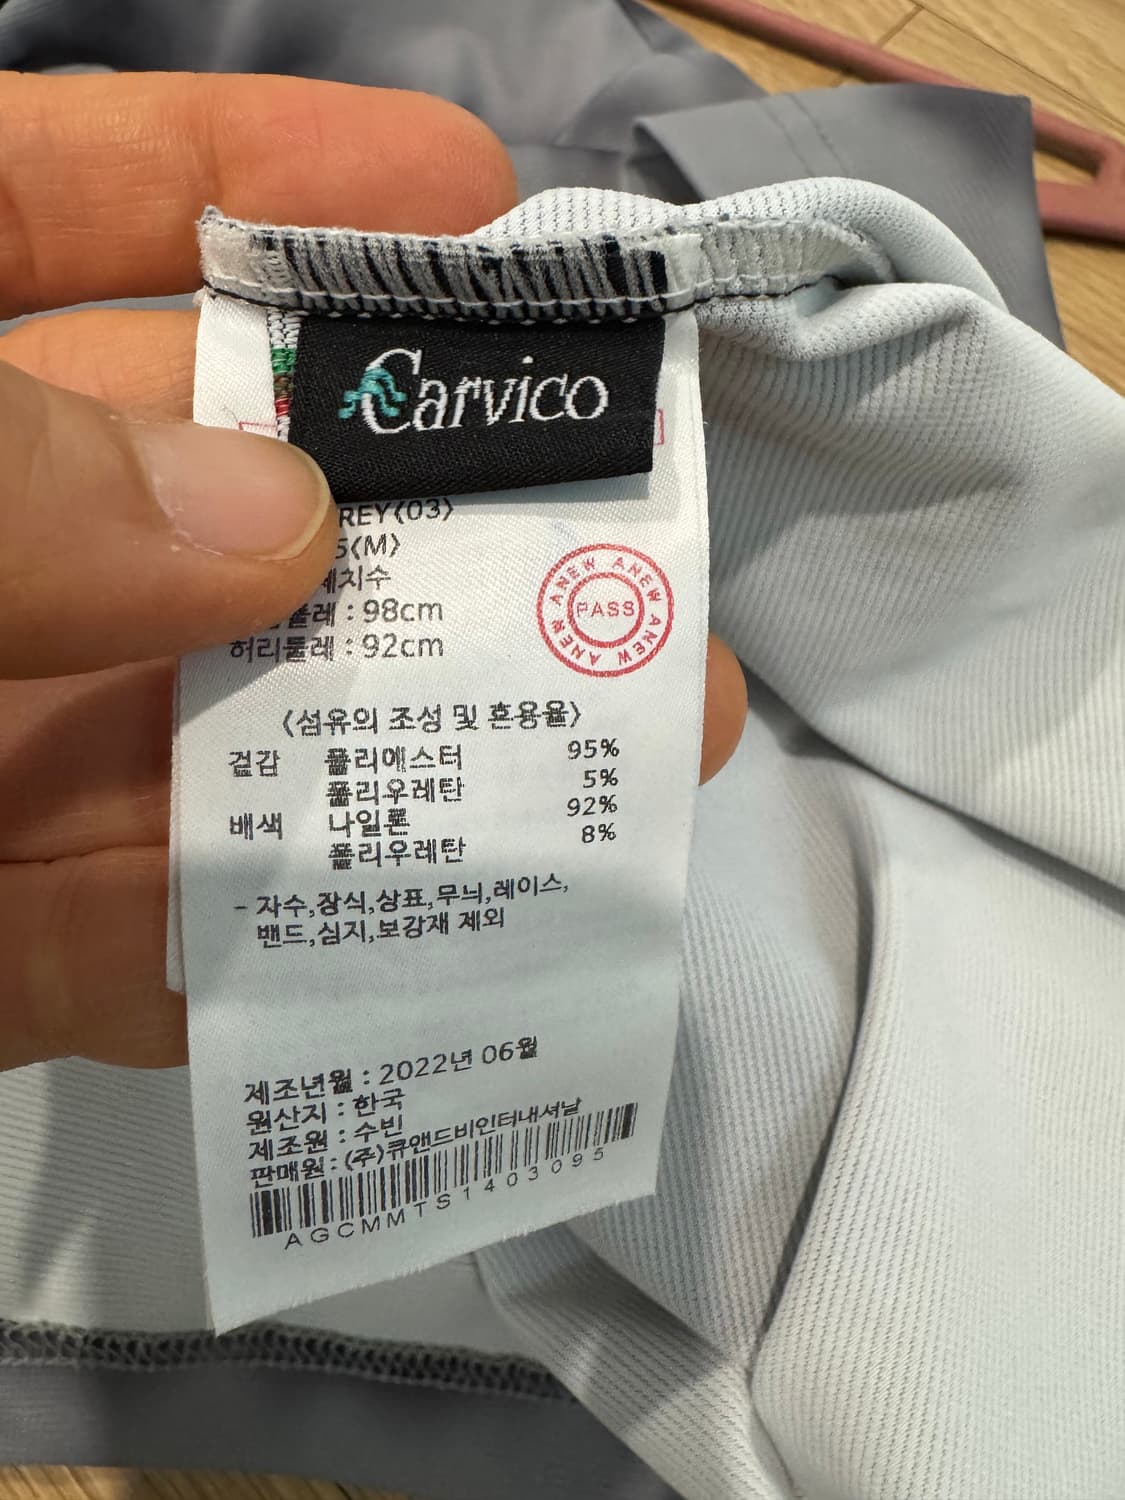 Carvico
REY(03)
5(M)
체치수
둘레 : 98cm
허리둘레 : 92cm
ANEW ANEW ANEW ANEW
PASS
〈섬유의 조성 및 혼용율〉
겉감 폴리에스터 95%
폴리우레탄 5%
배색 나일론 92%
폴리우레탄 8%
- 자수,장식,상표,무늬,레이스,
밴드,심지,보강재 제외
제조년월 : 2022년 06월
원산지 : 한국
제조원 : 수빈
판매원 : (주)큐앤드비인터내셔날
AGCMMTS1403095